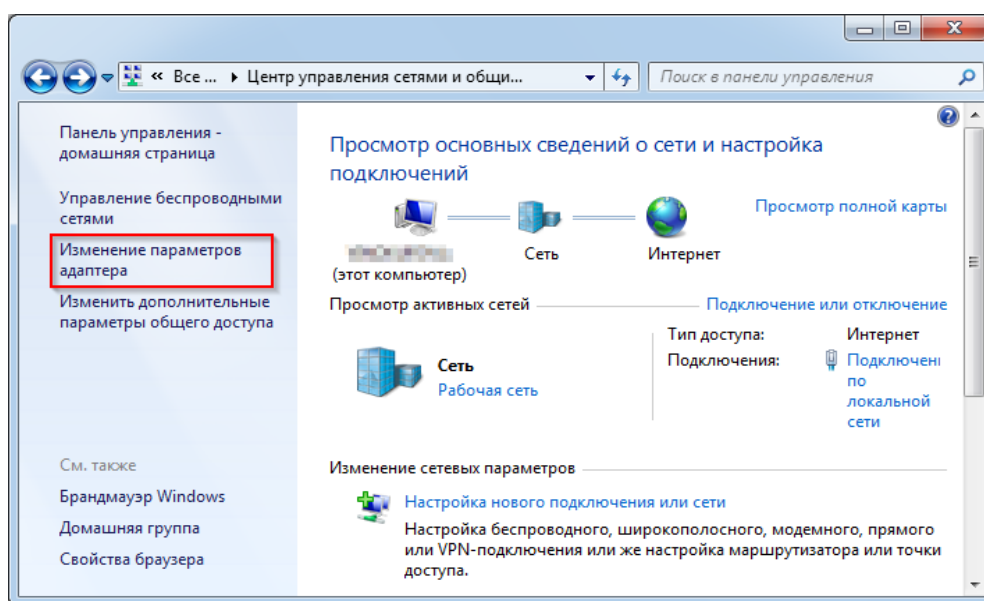 « Все ... ▸ Центр управления сетями и общи...
Поиск в панели управления
Панель управления -
домашняя страница
Управление беспроводными
сетями
Изменение параметров
адаптера
Изменить дополнительные
параметры общего доступа
См. также
Брандмауэр Windows
Домашняя группа
Свойства браузера
Просмотр основных сведений о сети и настройка
подключений
Просмотр полной карты
(этот компьютер)
Сеть
Интернет
Просмотр активных сетей
Подключение или отключение
Сеть
Рабочая сеть
Тип доступа: Интернет
Подключения: Подключени
по
локальной
сети
Изменение сетевых параметров
Настройка нового подключения или сети
Настройка беспроводного, широкополосного, модемного, прямого
или VPN-подключения или же настройка маршрутизатора или точки
доступа.